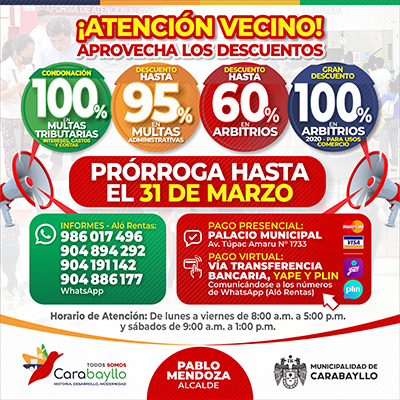 ¡ATENCIÓN VECINO!
APROVECHA LOS DESCUENTOS
CONDONACIÓN
100%
EN
MULTAS
TRIBUTARIAS
INTERESES, GASTOS
Y COSTAS
DESCUENTO
HASTA
95%
EN
MULTAS
ADMINISTRATIVAS
DESCUENTO
HASTA
60%
EN
ARBITRIOS
GRAN
DESCUENTO
100%
EN
ARBITRIOS
2020 - PARA USOS
COMERCIO
PRÓRROGA HASTA
EL 31 DE MARZO
INFORMES - Aló Rentas:
986 017 496
904 894 292
904 191 142
904 886 177
WhatsApp
PAGO PRESENCIAL:
PALACIO MUNICIPAL
Av. Túpac Amaru N° 1733
PAGO VIRTUAL:
VÍA TRANSFERENCIA
BANCARIA, YAPE Y PLIN
Comunicándose a los números
de WhatsApp (Aló Rentas)
MasterCard
VISA
yape
plin
Horario de Atención: De lunes a viernes de 8:00 a.m. a 5:00 p.m.
y sábados de 9:00 a.m. a 1:00 p.m.
TODOS SOMOS
Carabayllo
HISTORIA, DESARROLLO, MODERNIDAD
PABLO
MENDOZA
ALCALDE
MUNICIPALIDAD DE
CARABAYLLO